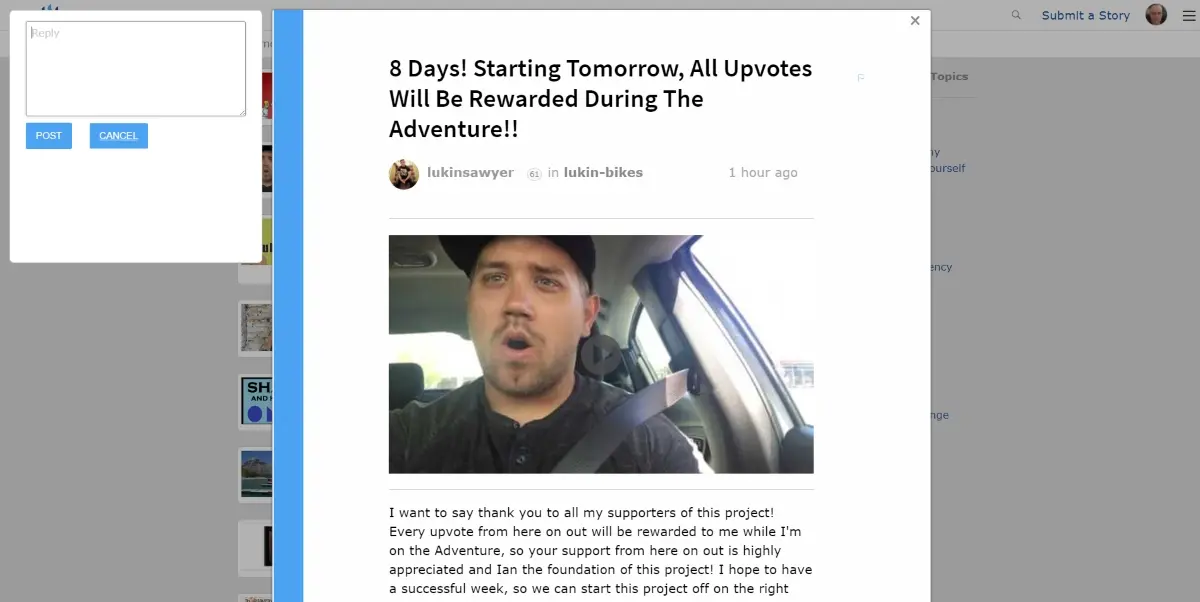 Reply
POST
CANCEL
Submit a Story
8 Days! Starting Tomorrow, All Upvotes
Will Be Rewarded During The
Adventure!!
lukinsawyer 61 in lukin-bikes
1 hour ago
I want to say thank you to all my supporters of this project!
Every upvote from here on out will be rewarded to me while I'm
on the Adventure, so your support from here on out is highly
appreciated and Ian the foundation of this project! I hope to have
a successful week, so we can start this project off on the right
Topics
ourself
ency
nge
SH
AND